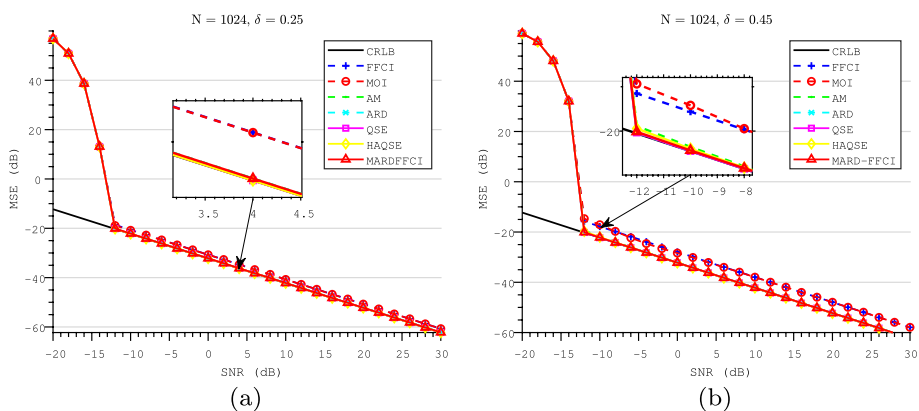 N = 1024, δ = 0.25
MSE (dB)
40
20
0
−20
−40
−60
CRLB
FFCI
MOI
AM
ARD
QSE
HAQSE
MARDFFCI
3.5
4
4.5
−20
−15
−10
−5
0
5
10
15
20
25
30
SNR (dB)
(a)
N = 1024, δ = 0.45
MSE (dB)
40
20
0
−20
−40
−60
CRLB
FFCI
MOI
AM
ARD
QSE
HAQSE
MARD−FFCI
−20
−12
−11
−10
−9
−8
−20
−15
−10
−5
0
5
10
15
20
25
30
SNR (dB)
(b)